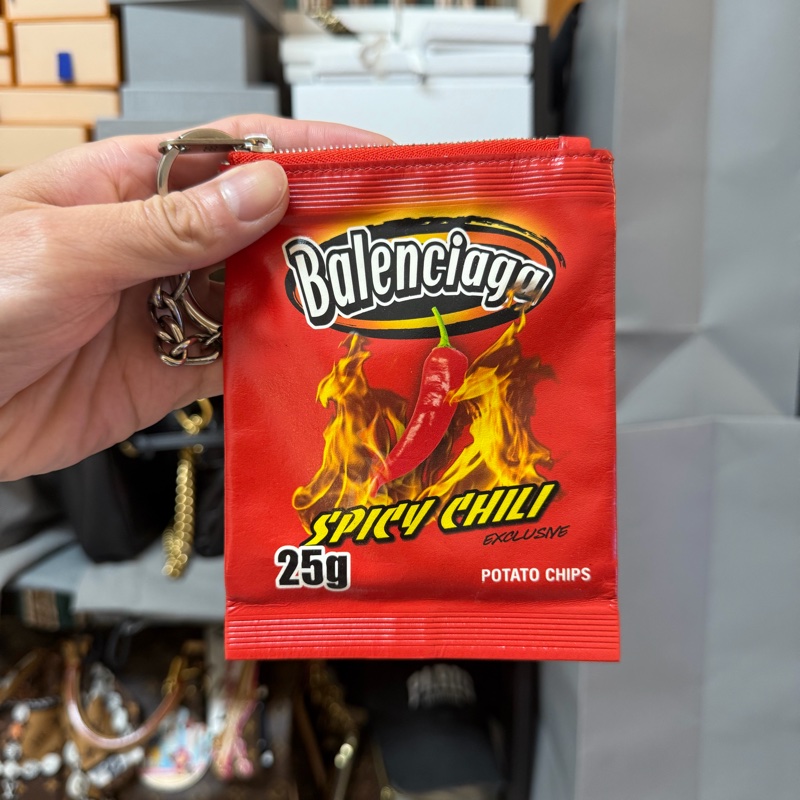 Balenciaga
SPICY CHILI
EXCLUSIVE
25g
POTATO CHIPS